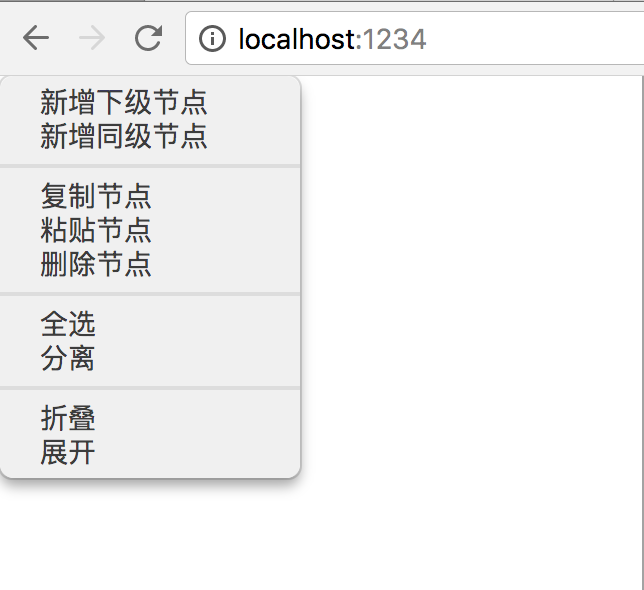 localhost:1234
新增下级节点
新增同级节点
复制节点
粘贴节点
删除节点
全选
分离
折叠
展开